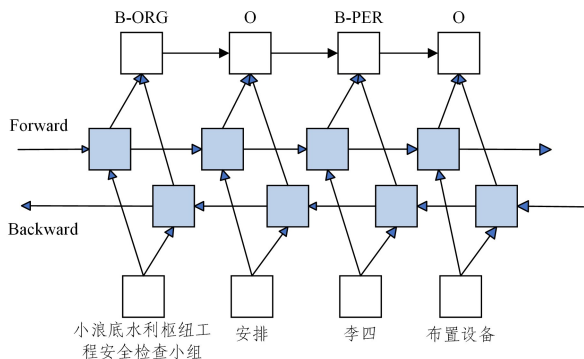 B-ORG O B-PER O
Forward
Backward
小浪底水利枢纽工
程安全检查小组
安排
李四
布置设备